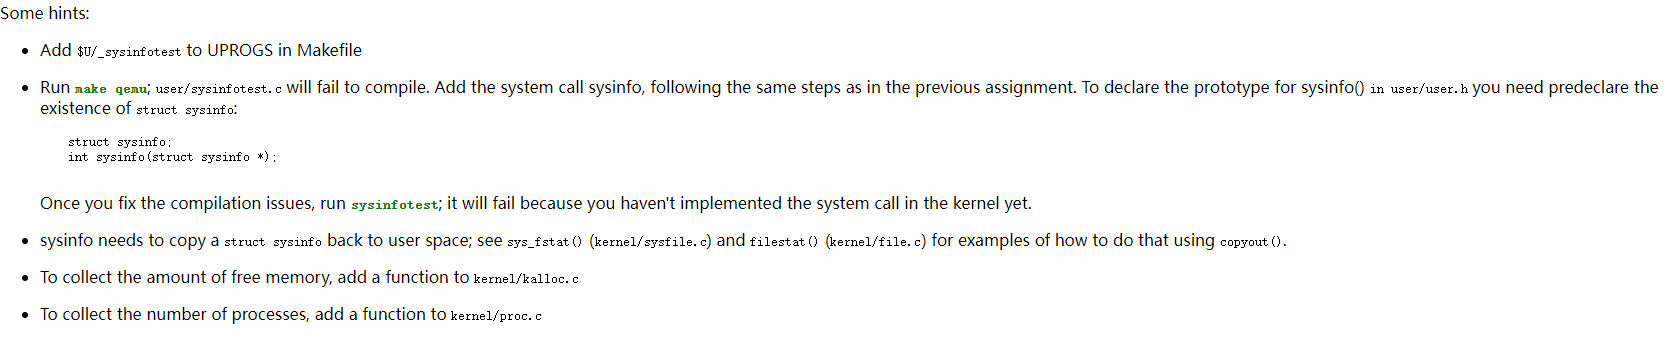 Some hints:
• Add $U/_sysinfotest to UPROGS in Makefile
• Run make qemu; user/sysinfotest.c will fail to compile. Add the system call sysinfo, following the same steps as in the previous assignment. To declare the prototype for sysinfo() in user/user.h you need predeclare the
existence of struct sysinfo:
struct sysinfo;
int sysinfo(struct sysinfo *);
Once you fix the compilation issues, run sysinfotest; it will fail because you haven't implemented the system call in the kernel yet.
• sysinfo needs to copy a struct sysinfo back to user space; see sys_fstat() (kernel/sysfile.c) and filestat() (kernel/file.c) for examples of how to do that using copyout().
• To collect the amount of free memory, add a function to kernel/kalloc.c
• To collect the number of processes, add a function to kernel/proc.c